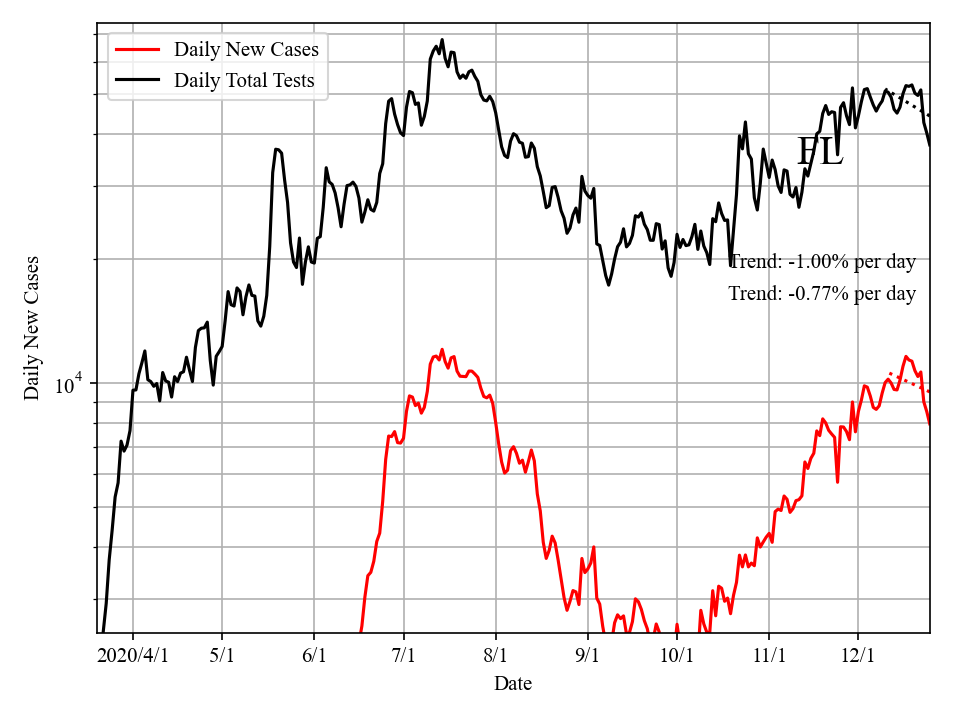 Daily New Cases
Daily Total Tests
FL
Trend: -1.00% per day
Trend: -0.77% per day
Daily New Cases
10^4
2020/4/1 5/1 6/1 7/1 8/1 9/1 10/1 11/1 12/1
Date